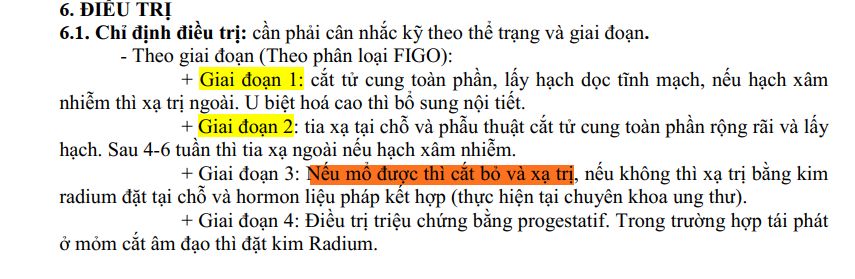 6. ĐIỀU TRỊ
6.1. Chỉ định điều trị: cần phải cân nhắc kỹ theo thể trạng và giai đoạn.
- Theo giai đoạn (Theo phân loại FIGO):
+ Giai đoạn 1: cắt tử cung toàn phần, lấy hạch dọc tĩnh mạch, nếu hạch xâm
nhiễm thì xạ trị ngoài. U biệt hoá cao thì bổ sung nội tiết.
+ Giai đoạn 2: tia xạ tại chỗ và phẫu thuật cắt tử cung toàn phần rộng rãi và lấy
hạch. Sau 4-6 tuần thì tia xạ ngoài nếu hạch xâm nhiễm.
+ Giai đoạn 3: Nếu mổ được thì cắt bỏ và xạ trị, nếu không thì xạ trị bằng kim
radium đặt tại chỗ và hormon liệu pháp kết hợp (thực hiện tại chuyên khoa ung thư).
+ Giai đoạn 4: Điều trị triệu chứng bằng progestatif. Trong trường hợp tái phát
ở mỏm cắt âm đạo thì đặt kim Radium.